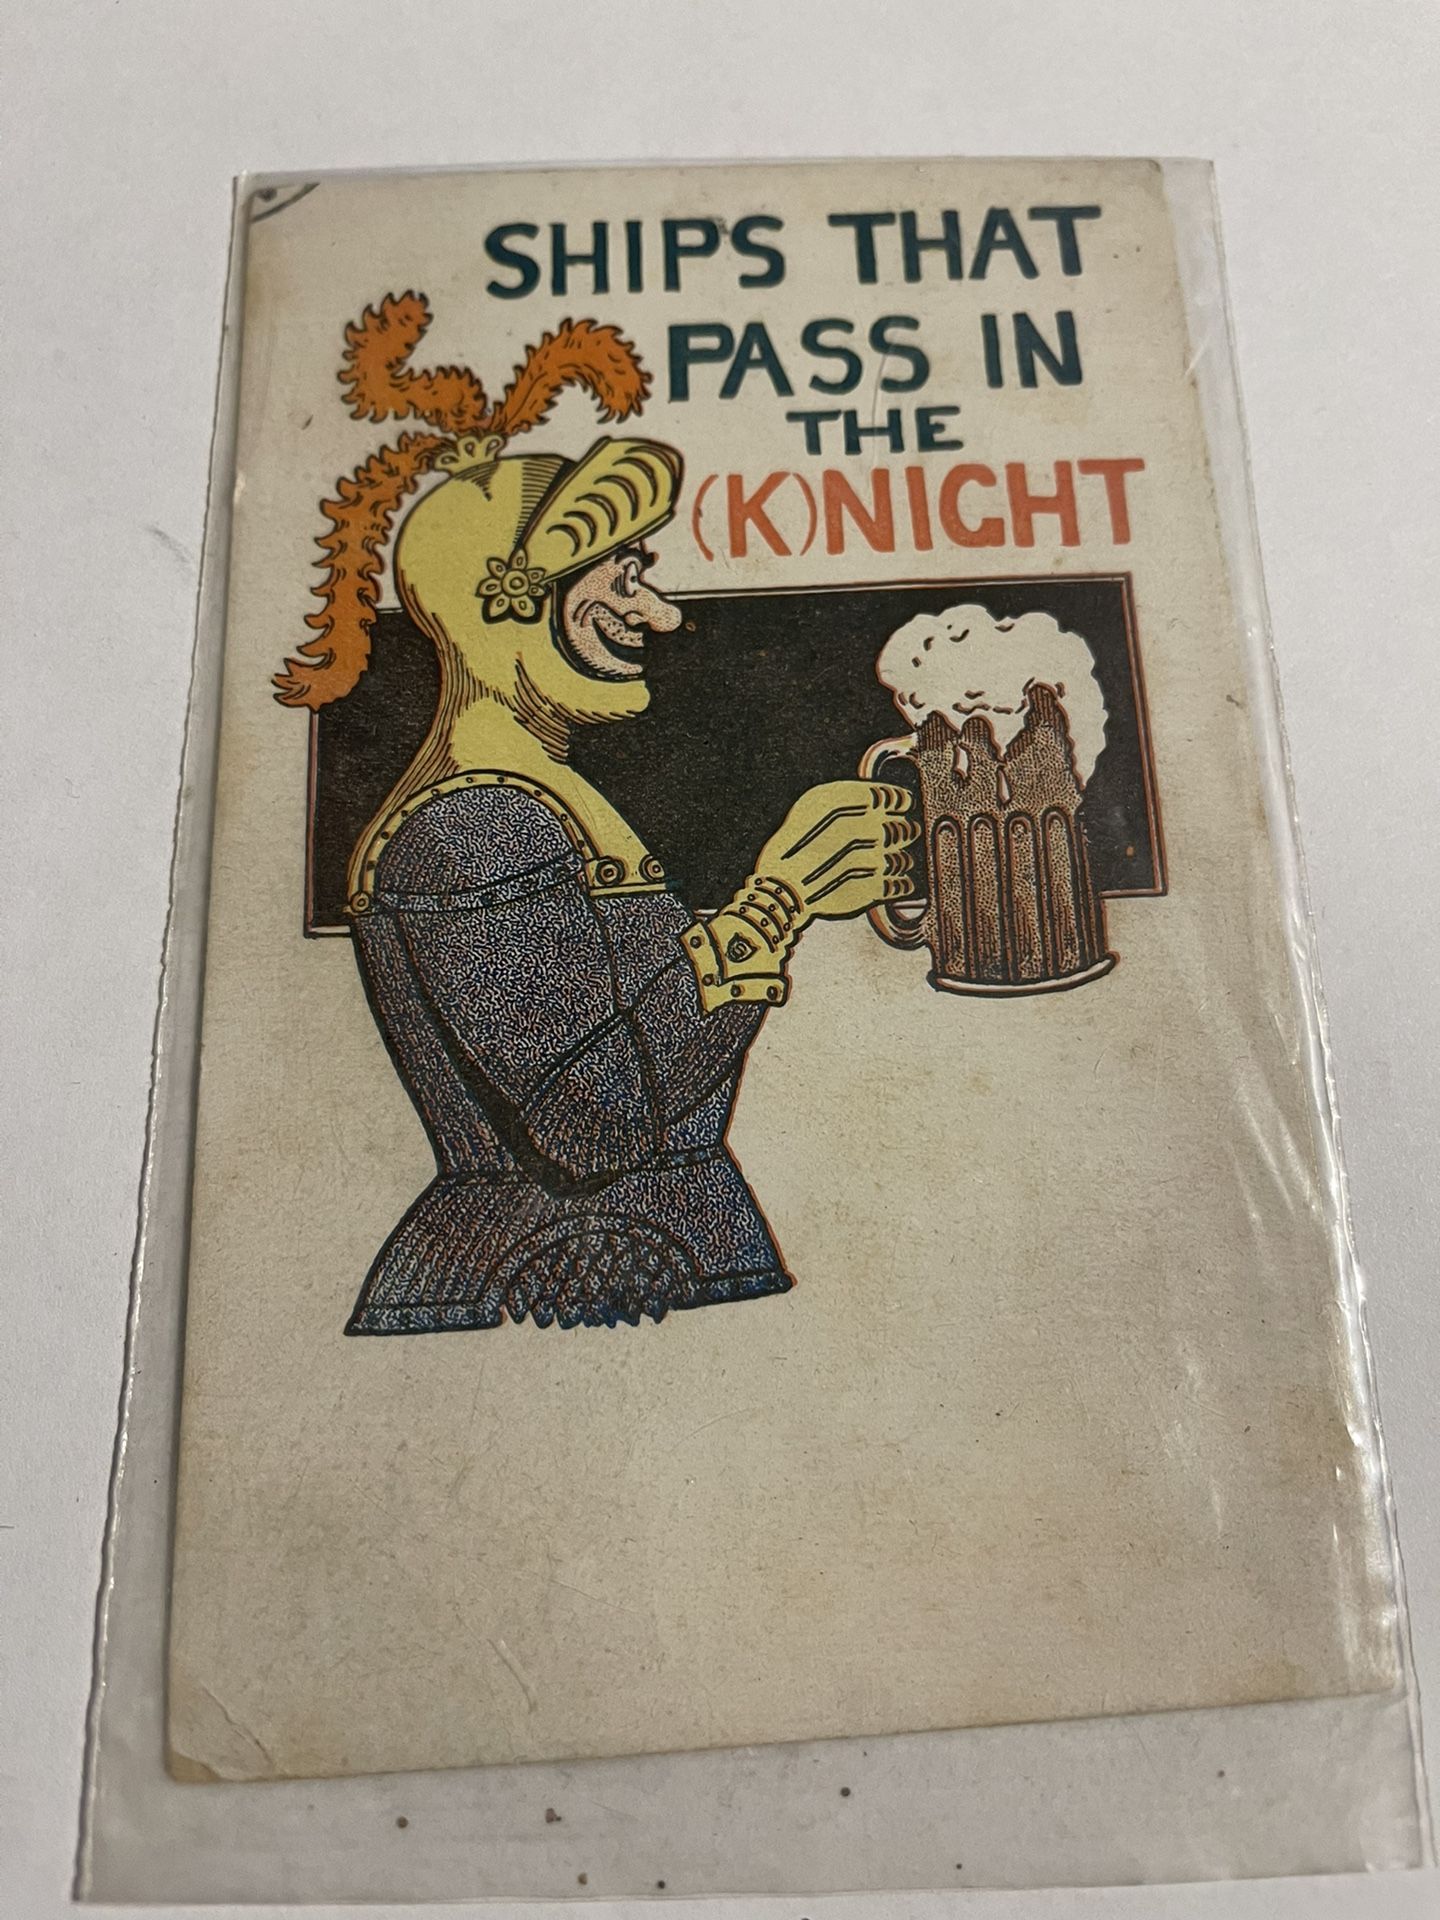 SHIPS THAT
PASS IN
THE
(K)NIGHT